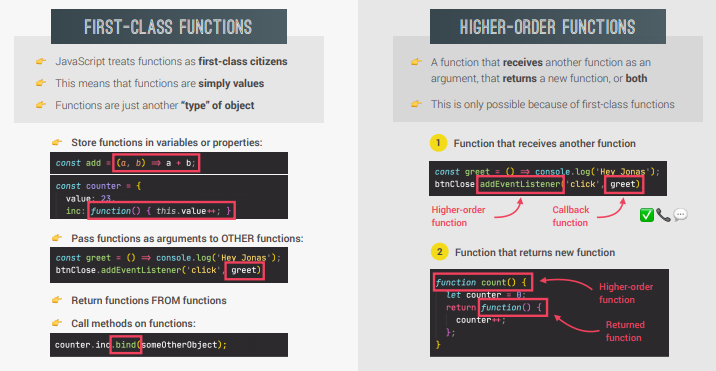 FIRST-CLASS FUNCTIONS
JavaScript treats functions as first-class citizens
This means that functions are simply values
Functions are just another “type” of object
Store functions in variables or properties:
const add = (a, b) => a + b;
const counter = {
value: 23,
inc: function() { this.value++; }
Pass functions as arguments to OTHER functions:
const greet = () => console.log('Hey Jonas');
btnClose.addEventListener('click', greet)
Return functions FROM functions
Call methods on functions:
counter.inc.bind(someOtherObject);
HIGHER-ORDER FUNCTIONS
A function that receives another function as an
argument, that returns a new function, or both
This is only possible because of first-class functions
1 Function that receives another function
const greet = () => console.log('Hey Jonas');
btnClose.addEventListener('click', greet)
Higher-order
function
Callback
function
2 Function that returns new function
function count() {
let counter = 0;
return function() {
counter++;
};
}
Higher-order
function
Returned
function